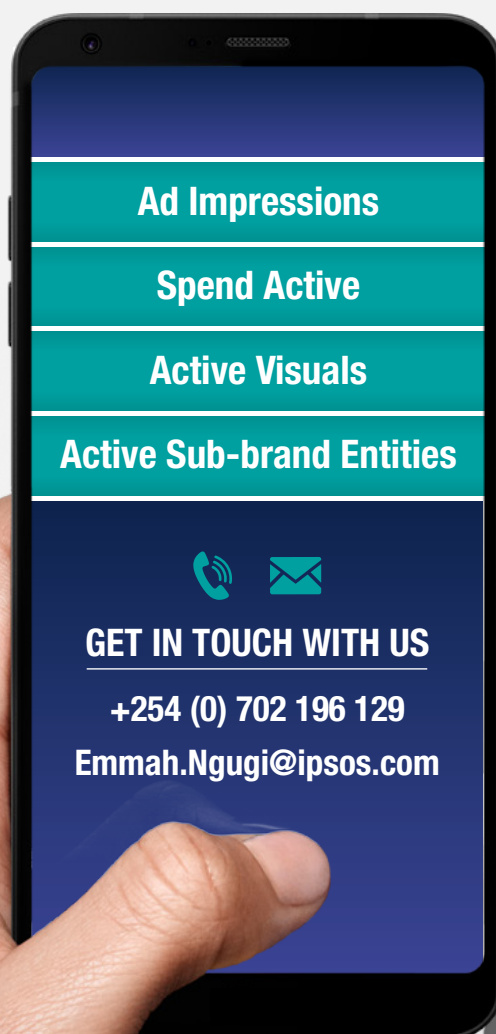 Ad Impressions
Spend Active
Active Visuals
Active Sub-brand Entities
GET IN TOUCH WITH US
+254 (0) 702 196 129
Emmah.Ngugi@ipsos.com